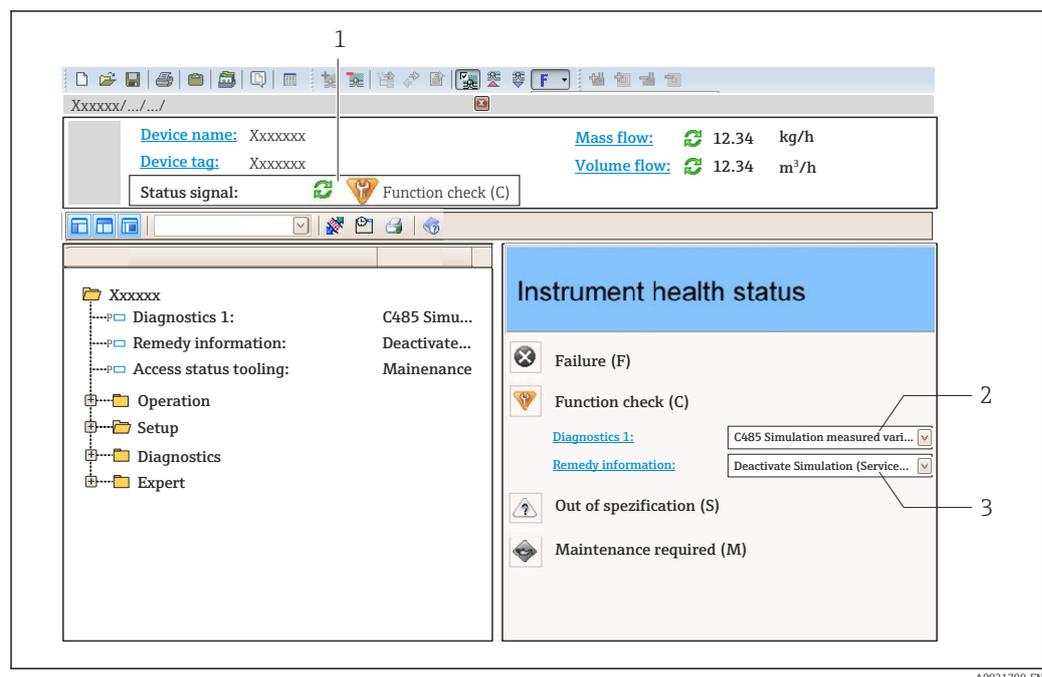 1
F
Xxxxxx/.../.../
Device name: Xxxxxxx
Mass flow: 12.34 kg/h
Device tag: Xxxxxxx
Volume flow: 12.34 m³/h
Status signal: Function check (C)
Xxxxxx
P Diagnostics 1: C485 Simu...
P Remedy information: Deactivate...
P Access status tooling: Mainenance
Operation
Setup
Diagnostics
Expert
Instrument health status
Failure (F)
Function check (C)
2
Diagnostics 1: C485 Simulation measured vari...
Remedy information: Deactivate Simulation (Service...
Out of spezification (S)
3
Maintenance required (M)